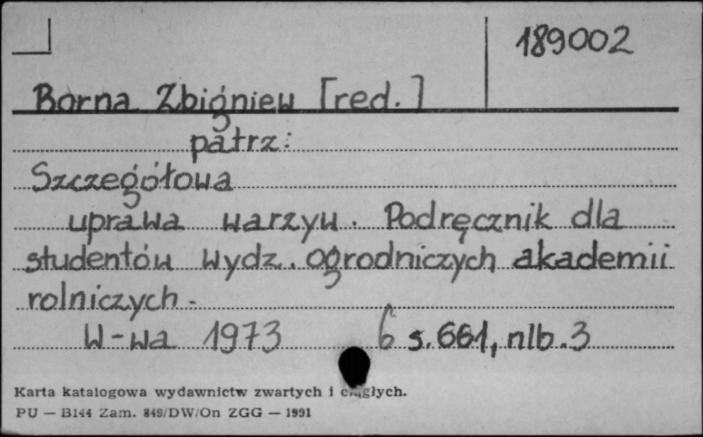 189002
Borna Zbigniew [red.]
patrz:
Szczegółowa
uprawa warzyw. Podręcznik dla
studentów wydz. ogrodniczych akademii
rolniczych.
W-wa 1973 6 s. 661, nlb. 3
Karta katalogowa wydawnictw zwartych i ciągłych.
PU — B144 Zam. 849/DW/On ZGG — 1991